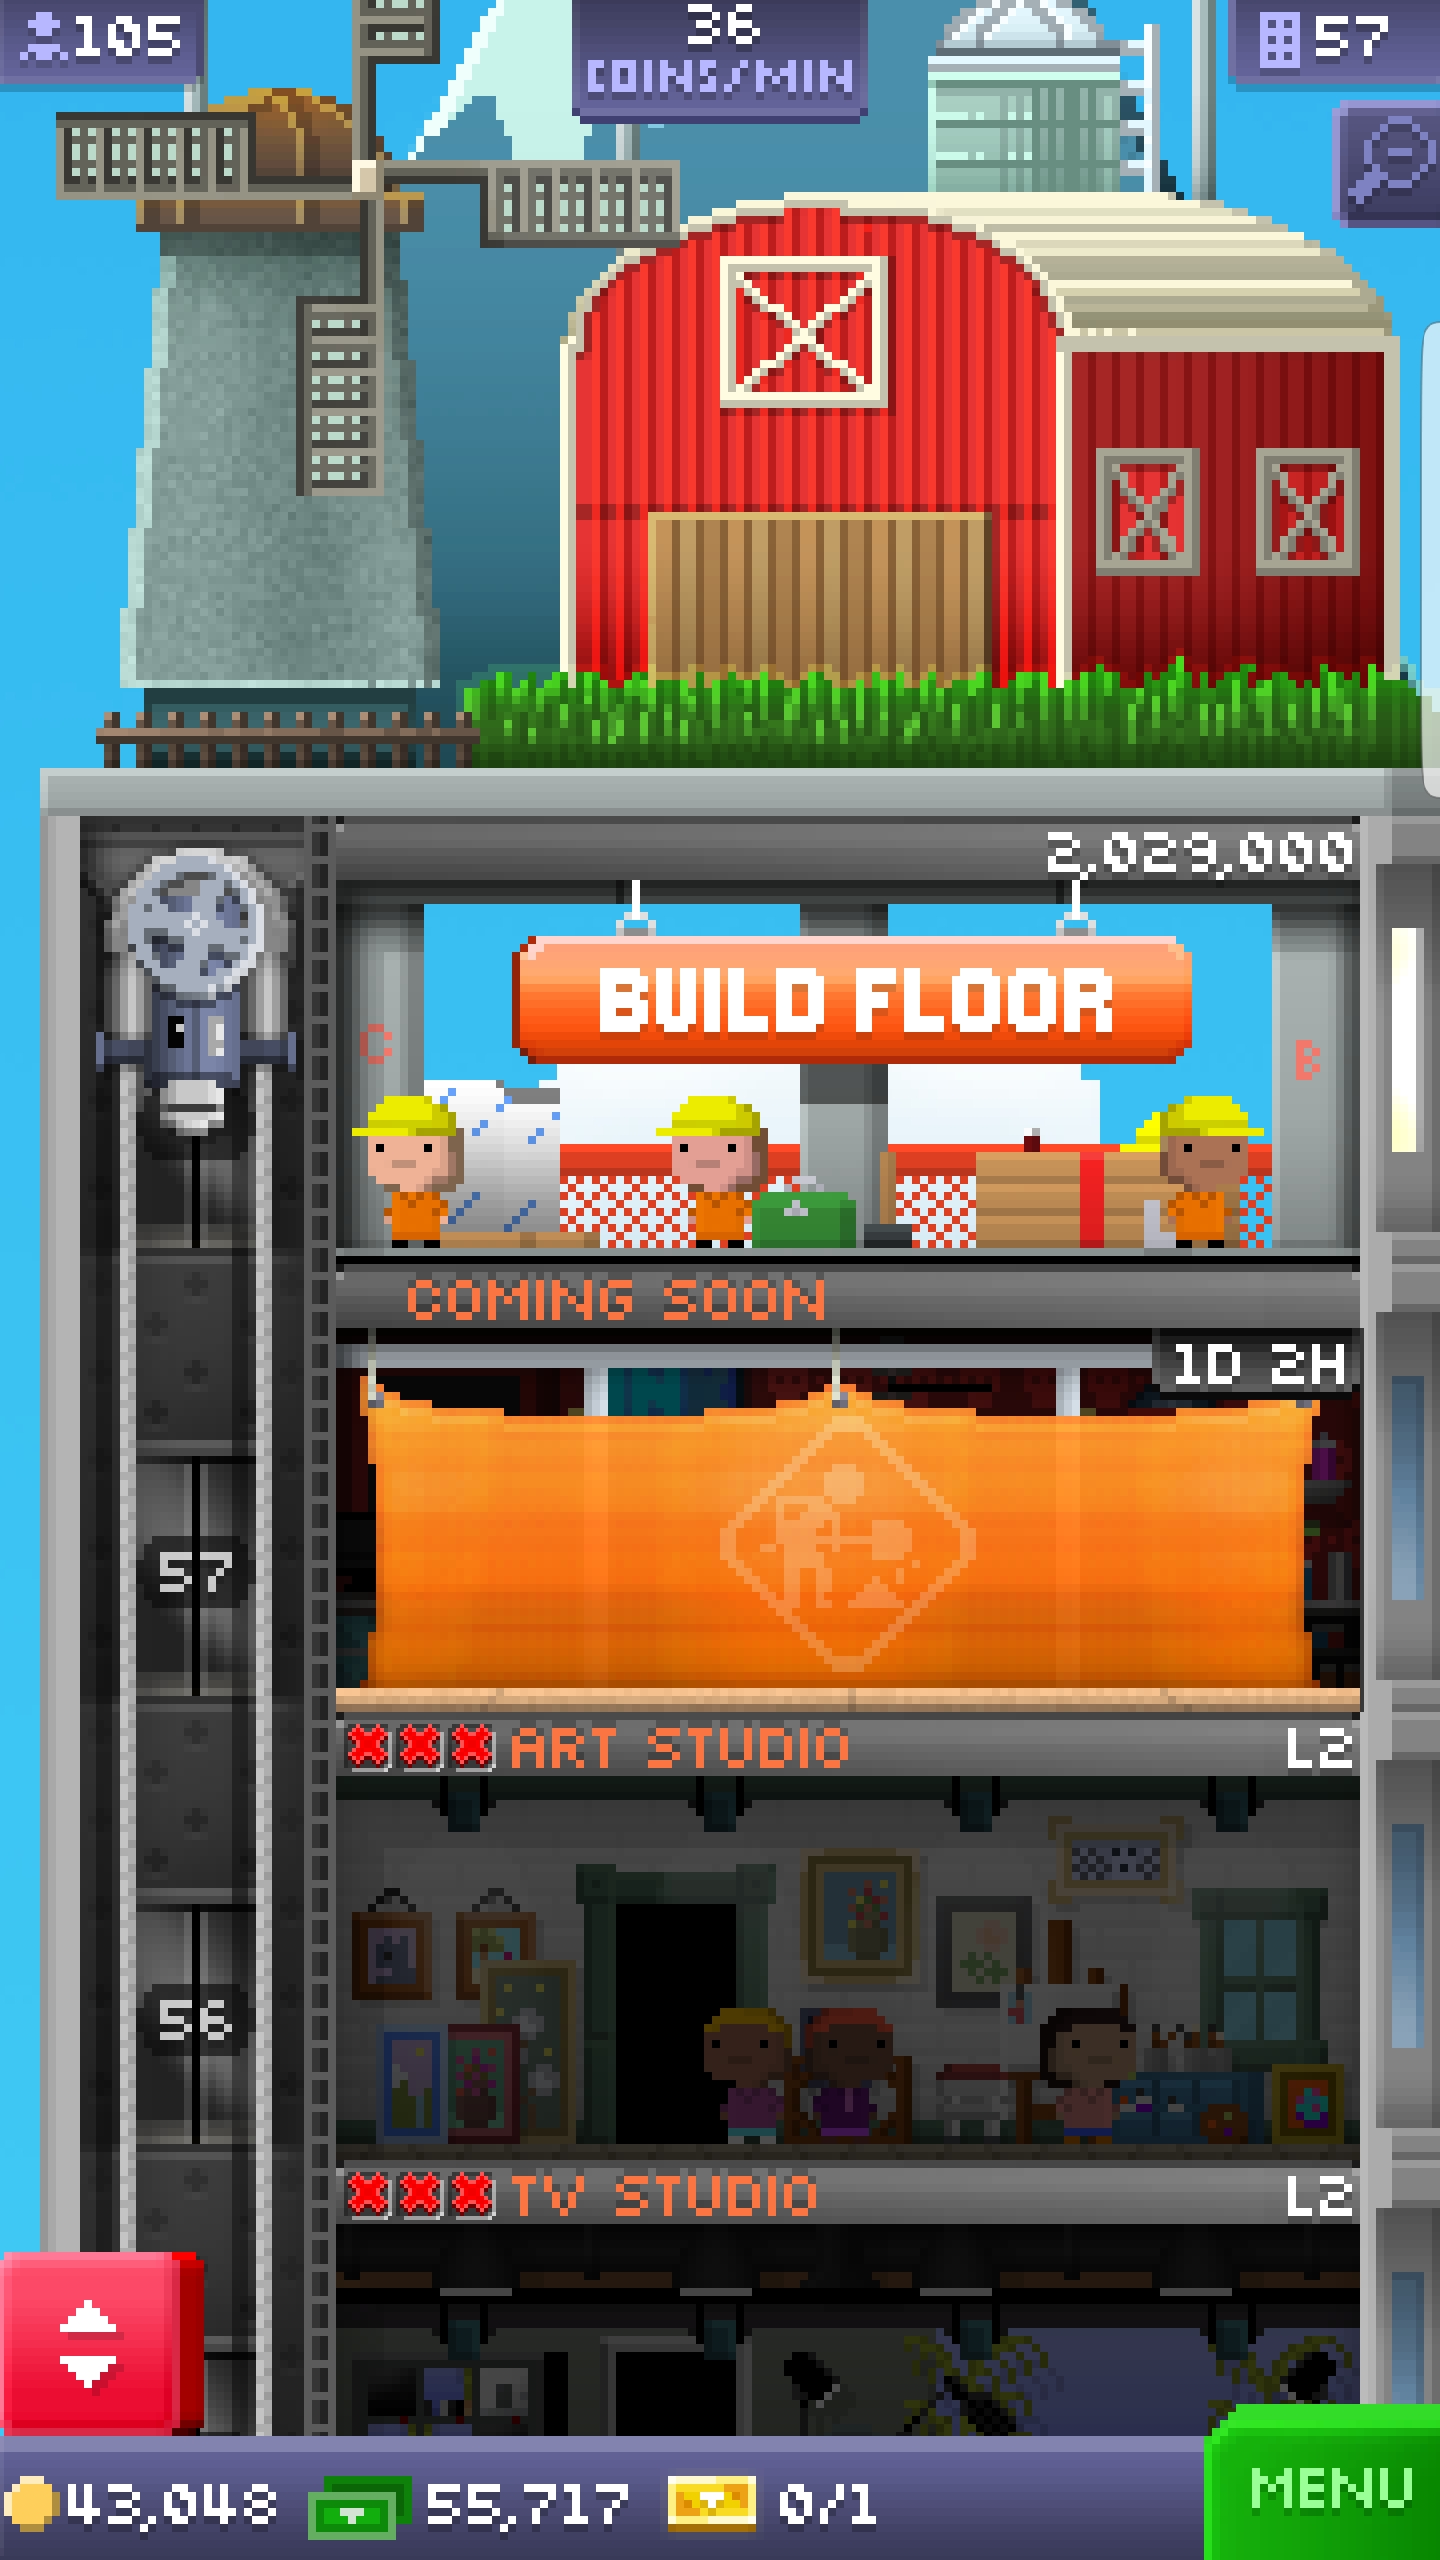 105
36
COINS/MIN
57
2,029,000
BUILD FLOOR
C
B
COMING SOON
1D 2H
57
ART STUDIO
L2
56
TV STUDIO
L2
43,048
55,717
0/1
MENU